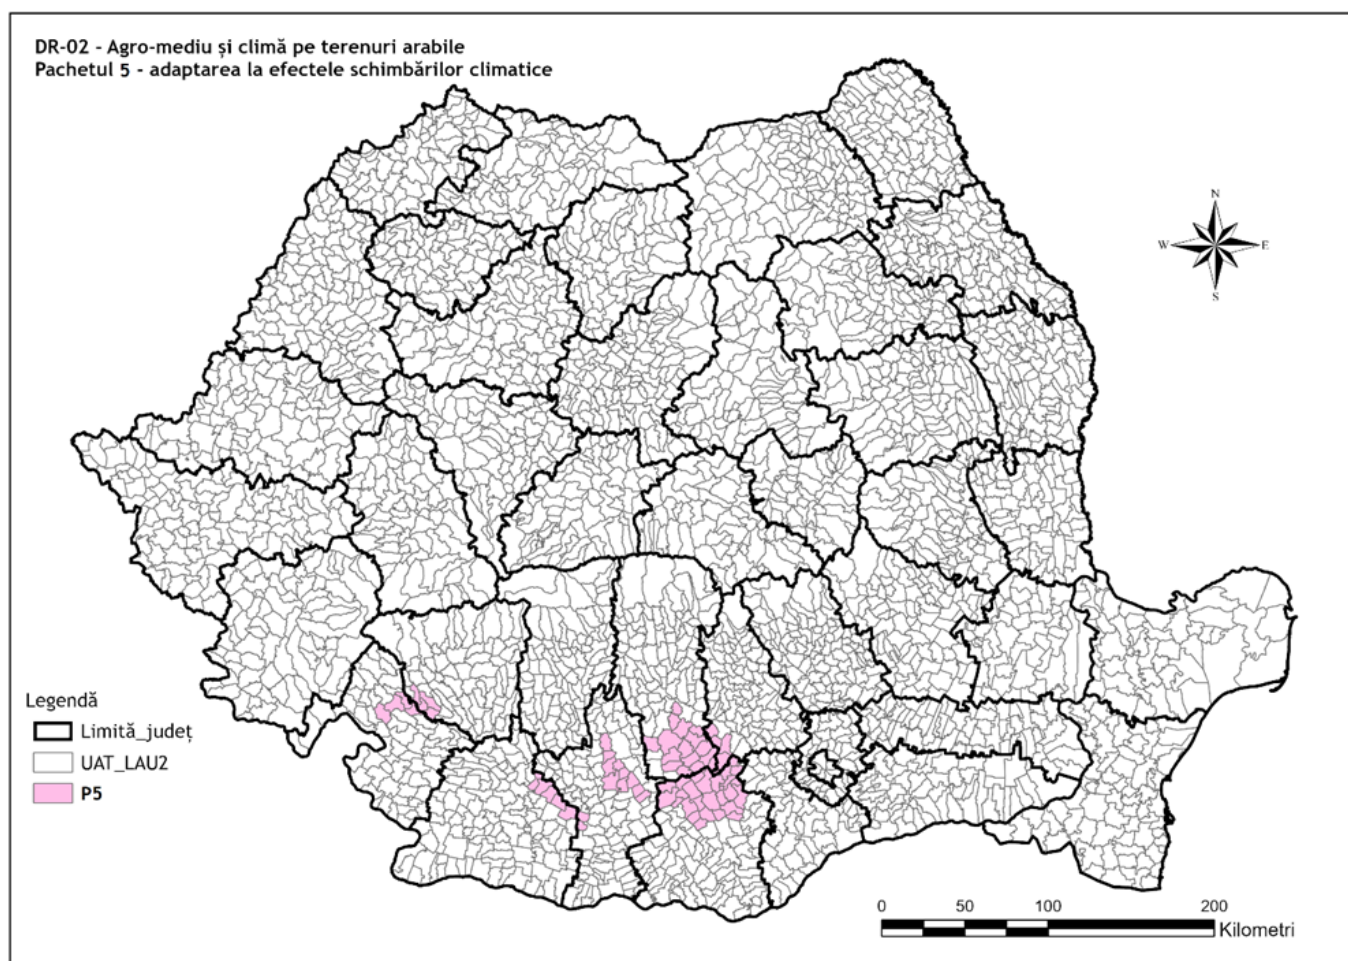 DR-02 - Agro-mediu și climă pe terenuri arabile
Pachetul 5 - adaptarea la efectele schimbărilor climatice
N
W E
S
Legendă
Limită_județ
UAT_LAU2
P5
0 50 100 200
Kilometri